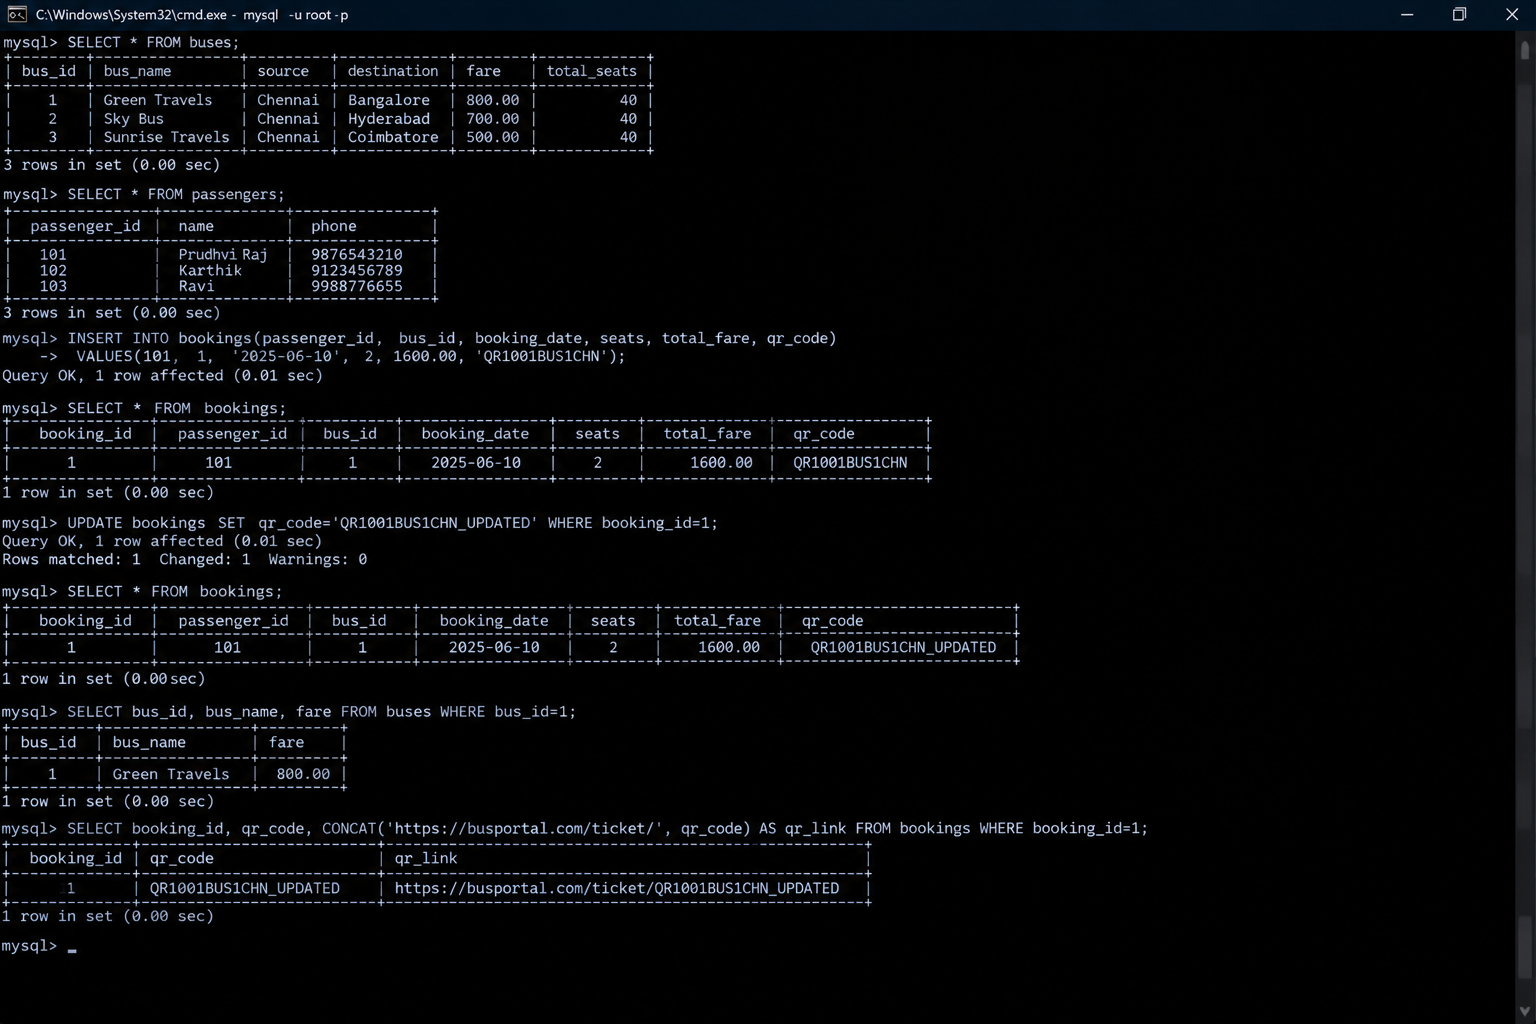 C:\Windows\System32\cmd.exe - mysql -u root -p
mysql> SELECT * FROM buses;
+--------+----------------+---------+-------------+--------+-------------+
| bus_id | bus_name | source | destination | fare | total_seats |
+--------+----------------+---------+-------------+--------+-------------+
| 1 | Green Travels | Chennai | Bangalore | 800.00 | 40 |
| 2 | Sky Bus | Chennai | Hyderabad | 700.00 | 40 |
| 3 | Sunrise Travels | Chennai | Coimbatore | 500.00 | 40 |
+--------+----------------+---------+-------------+--------+-------------+
3 rows in set (0.00 sec)
mysql> SELECT * FROM passengers;
+----------------+-------------+---------------+
| passenger_id | name | phone |
+----------------+-------------+---------------+
| 101 | Prudhvi Raj | 9876543210 |
| 102 | Karthik | 9123456789 |
| 103 | Ravi | 9988776655 |
+----------------+-------------+---------------+
3 rows in set (0.00 sec)
mysql> INSERT INTO bookings(passenger_id, bus_id, booking_date, seats, total_fare, qr_code)
-> VALUES(101, 1, '2025-06-10', 2, 1600.00, 'QR1001BUS1CHN');
Query OK, 1 row affected (0.01 sec)
mysql> SELECT * FROM bookings;
+---------------+---------------+---------+---------------+--------+-------------+---------------+
| booking_id | passenger_id | bus_id | booking_date | seats | total_fare | qr_code |
+---------------+---------------+---------+---------------+--------+-------------+---------------+
| 1 | 101 | 1 | 2025-06-10 | 2 | 1600.00 | QR1001BUS1CHN |
+---------------+---------------+---------+---------------+--------+-------------+---------------+
1 row in set (0.00 sec)
mysql> UPDATE bookings SET qr_code='QR1001BUS1CHN_UPDATED' WHERE booking_id=1;
Query OK, 1 row affected (0.01 sec)
Rows matched: 1 Changed: 1 Warnings: 0
mysql> SELECT * FROM bookings;
+---------------+---------------+----------+---------------+--------+------------+------------------------+
| booking_id | passenger_id | bus_id | booking_date | seats | total_fare | qr_code |
+---------------+---------------+----------+---------------+--------+------------+------------------------+
| 1 | 101 | 1 | 2025-06-10 | 2 | 1600.00 | QR1001BUS1CHN_UPDATED |
+---------------+---------------+----------+---------------+--------+------------+------------------------+
1 row in set (0.00 sec)
mysql> SELECT bus_id, bus_name, fare FROM buses WHERE bus_id=1;
+---------+----------------+---------+
| bus_id | bus_name | fare |
+---------+----------------+---------+
| 1 | Green Travels | 800.00 |
+---------+----------------+---------+
1 row in set (0.00 sec)
mysql> SELECT booking_id, qr_code, CONCAT('https://busportal.com/ticket/', qr_code) AS qr_link FROM bookings WHERE booking_id=1;
+-------------+--------------------------+----------------------------------------------------+
| booking_id | qr_code | qr_link |
+-------------+--------------------------+----------------------------------------------------+
| 1 | QR1001BUS1CHN_UPDATED | https://busportal.com/ticket/QR1001BUS1CHN_UPDATED |
+-------------+--------------------------+----------------------------------------------------+
1 row in set (0.00 sec)
mysql> _